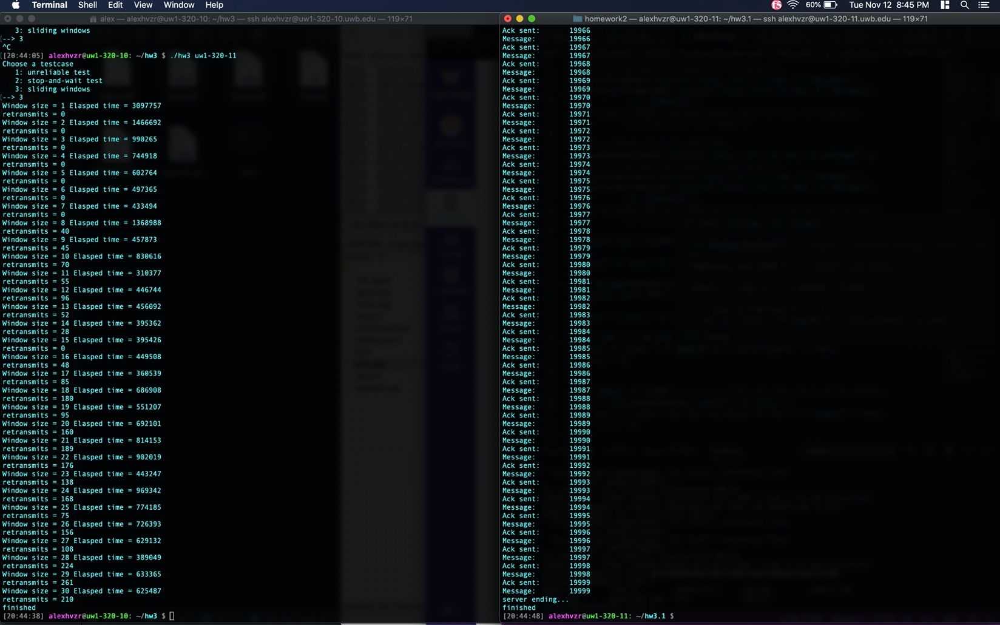 Terminal Shell Edit View Window Help 60% Tue Nov 12 8:45 PM
alex — alexhvzr@uw1-320-10: ~/hw3 — ssh alexhvzr@uw1-320-10.uwb.edu — 119×71
3: sliding windows
[--> 3
^C
[[20:44:05] alexhvzr@uw1-320-10: ~/hw3 $ ./hw3 uw1-320-11
Choose a testcase
1: unreliable test
2: stop-and-wait test
3: sliding windows
[--> 3
Window size = 1 Elasped time = 3097757
retransmits = 0
Window size = 2 Elasped time = 1466692
retransmits = 0
Window size = 3 Elasped time = 990265
retransmits = 0
Window size = 4 Elasped time = 744918
retransmits = 0
Window size = 5 Elasped time = 602764
retransmits = 0
Window size = 6 Elasped time = 497365
retransmits = 0
Window size = 7 Elasped time = 433494
retransmits = 0
Window size = 8 Elasped time = 1368988
retransmits = 40
Window size = 9 Elasped time = 457873
retransmits = 45
Window size = 10 Elasped time = 830616
retransmits = 70
Window size = 11 Elasped time = 310377
retransmits = 55
Window size = 12 Elasped time = 446744
retransmits = 96
Window size = 13 Elasped time = 456092
retransmits = 52
Window size = 14 Elasped time = 395362
retransmits = 28
Window size = 15 Elasped time = 395426
retransmits = 0
Window size = 16 Elasped time = 449508
retransmits = 48
Window size = 17 Elasped time = 360539
retransmits = 85
Window size = 18 Elasped time = 686908
retransmits = 180
Window size = 19 Elasped time = 551207
retransmits = 95
Window size = 20 Elasped time = 692101
retransmits = 160
Window size = 21 Elasped time = 814153
retransmits = 189
Window size = 22 Elasped time = 902019
retransmits = 176
Window size = 23 Elasped time = 443247
retransmits = 138
Window size = 24 Elasped time = 969342
retransmits = 168
Window size = 25 Elasped time = 774185
retransmits = 75
Window size = 26 Elasped time = 726393
retransmits = 156
Window size = 27 Elasped time = 629132
retransmits = 108
Window size = 28 Elasped time = 389049
retransmits = 224
Window size = 29 Elasped time = 633365
retransmits = 261
Window size = 30 Elasped time = 625487
retransmits = 210
finished
[20:44:38] alexhvzr@uw1-320-10: ~/hw3 $
homework2 — alexhvzr@uw1-320-11: ~/hw3.1 — ssh alexhvzr@uw1-320-11.uwb.edu — 119×71
Ack sent: 19966
Message: 19966
Ack sent: 19967
Message: 19967
Ack sent: 19968
Message: 19968
Ack sent: 19969
Message: 19969
Ack sent: 19970
Message: 19970
Ack sent: 19971
Message: 19971
Ack sent: 19972
Message: 19972
Ack sent: 19973
Message: 19973
Ack sent: 19974
Message: 19974
Ack sent: 19975
Message: 19975
Ack sent: 19976
Message: 19976
Ack sent: 19977
Message: 19977
Ack sent: 19978
Message: 19978
Ack sent: 19979
Message: 19979
Ack sent: 19980
Message: 19980
Ack sent: 19981
Message: 19981
Ack sent: 19982
Message: 19982
Ack sent: 19983
Message: 19983
Ack sent: 19984
Message: 19984
Ack sent: 19985
Message: 19985
Ack sent: 19986
Message: 19986
Ack sent: 19987
Message: 19987
Ack sent: 19988
Message: 19988
Ack sent: 19989
Message: 19989
Ack sent: 19990
Message: 19990
Ack sent: 19991
Message: 19991
Ack sent: 19992
Message: 19992
Ack sent: 19993
Message: 19993
Ack sent: 19994
Message: 19994
Ack sent: 19995
Message: 19995
Ack sent: 19996
Message: 19996
Ack sent: 19997
Message: 19997
Ack sent: 19998
Message: 19998
Ack sent: 19999
Message: 19999
server ending...
finished
[20:44:48] alexhvzr@uw1-320-11: ~/hw3.1 $